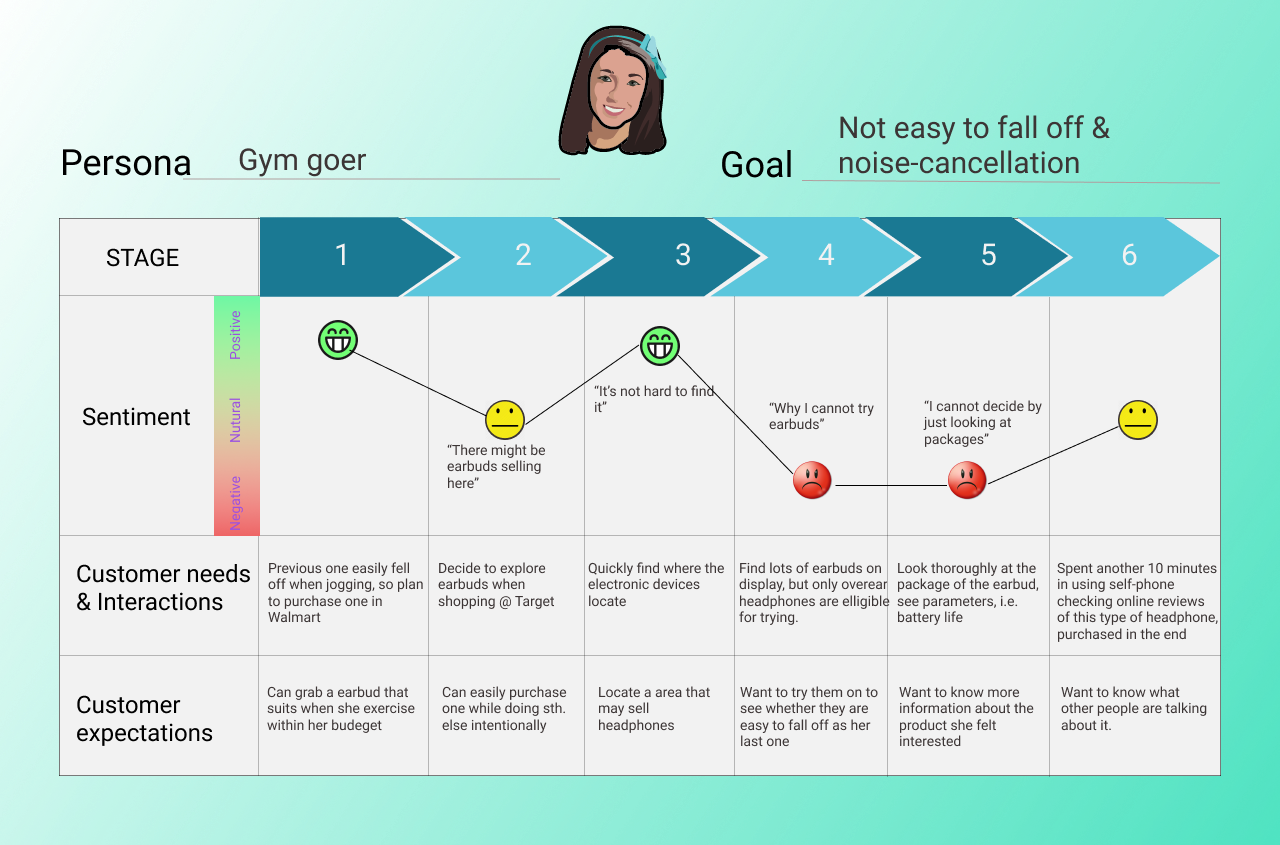 Persona
Gym goer
Goal
Not easy to fall off &
noise-cancellation
STAGE
1
2
3
4
5
6
Sentiment
Positive
Nutural
Negative
“There might be
earbuds selling
here”
“It’s not hard to find
it”
“Why I cannot try
earbuds”
“I cannot decide by
just looking at
packages”
Customer needs
& Interactions
Previous one easily fell
off when jogging, so plan
to purchase one in
Walmart
Decide to explore
earbuds when
shopping @ Target
Quickly find where the
electronic devices
locate
Find lots of earbuds on
display, but only overear
headphones are elligible
for trying.
Look thoroughly at the
package of the earbud,
see parameters, i.e.
battery life
Spent another 10 minutes
in using self-phone
checking online reviews
of this type of headphone,
purchased in the end
Customer
expectations
Can grab a earbud that
suits when she exercise
within her budeget
Can easily purchase
one while doing sth.
else intentionally
Locate a area that
may sell
headphones
Want to try them on to
see whether they are
easy to fall off as her
last one
Want to know more
information about the
product she felt
interested
Want to know what
other people are talking
about it.